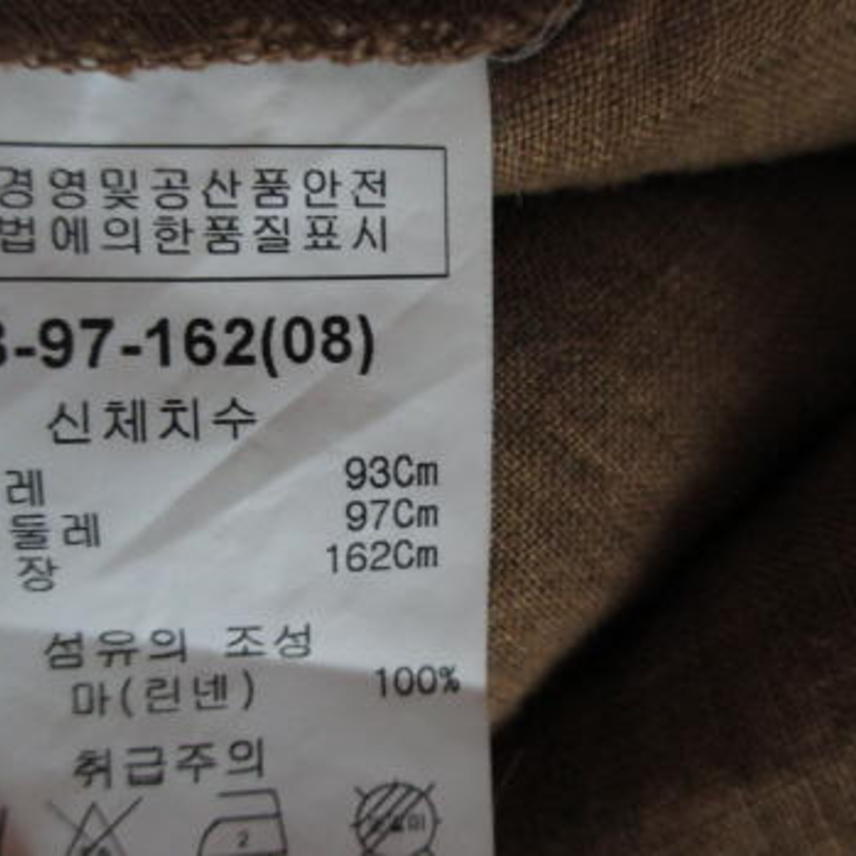 경영및공산품안전
법에의한품질표시
-97-162(08)
신체치수
레 93Cm
둘레 97Cm
장 162Cm
섬유의 조성
마(린넨) 100%
취급주의
2